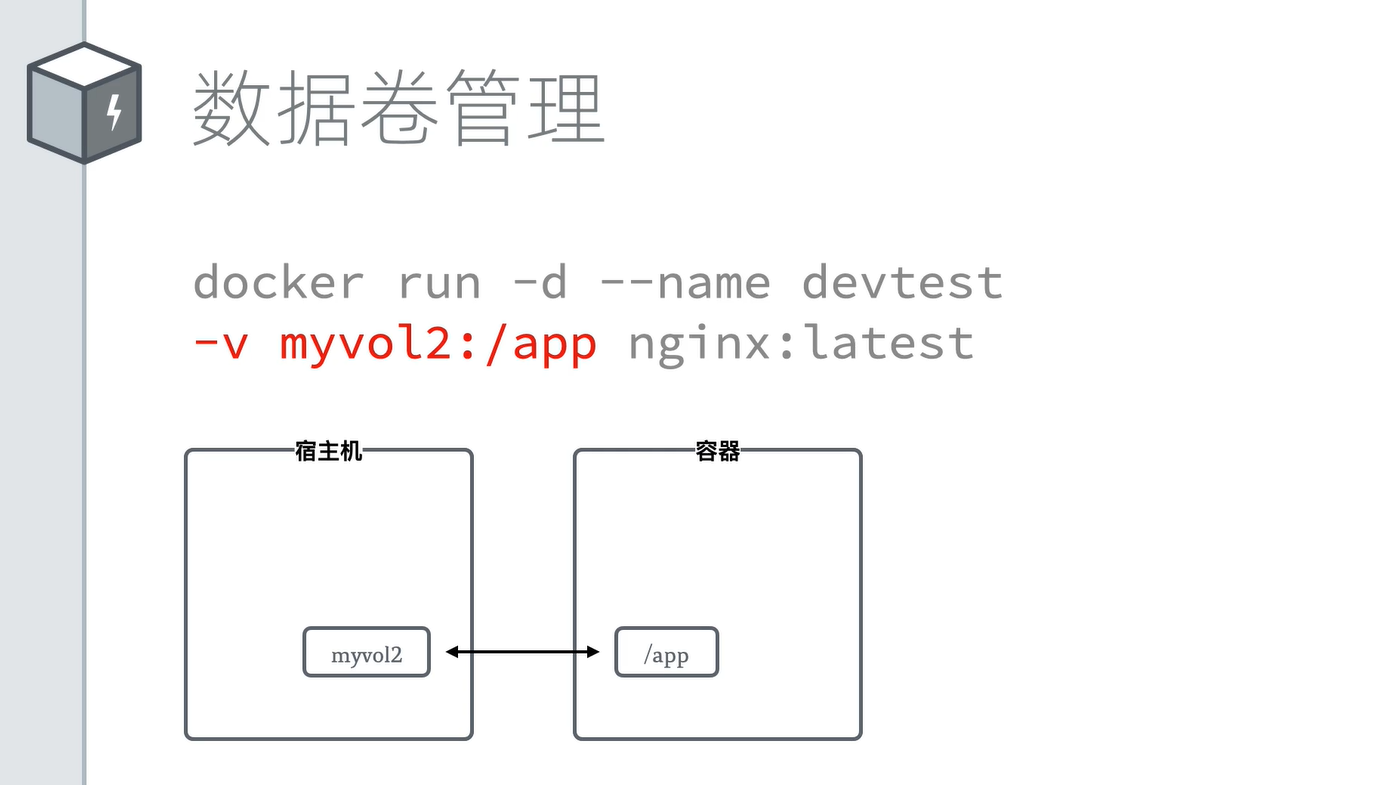 数据卷管理
docker run -d --name devtest
-v myvol2:/app nginx:latest
宿主机
容器
myvol2
/app